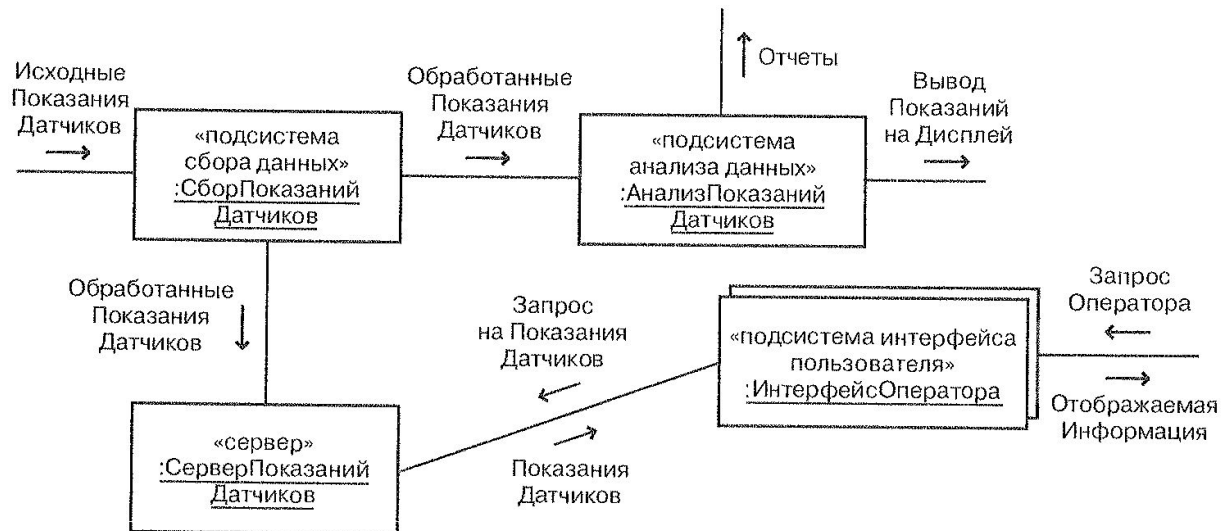 Исходные
Показания
Датчиков
«подсистема
сбора данных»
:СборПоказаний
Датчиков
Обработанные
Показания
Датчиков
«подсистема
анализа данных»
:АнализПоказаний
Датчиков
Отчеты
Вывод
Показаний
на Дисплей
Обработанные
Показания
Датчиков
«сервер»
:СерверПоказаний
Датчиков
Запрос
на Показания
Датчиков
Показания
Датчиков
«подсистема интерфейса
пользователя»
:ИнтерфейсОператора
Запрос
Оператора
Отображаемая
Информация